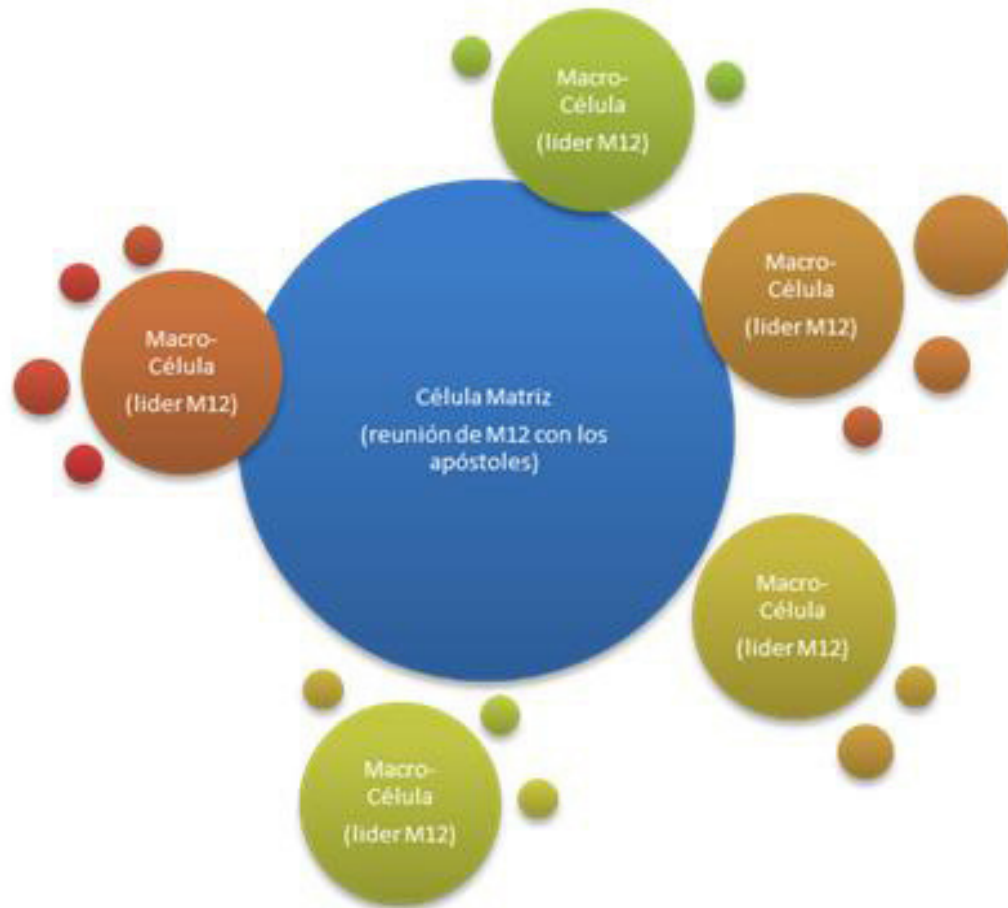 Macro-
Célula
(lider M12)
Macro-
Célula
(lider M12)
Macro-
Célula
(lider M12)
Célula Matriz
(reunión de M12 con los
apóstoles)
Macro-
Célula
(lider M12)
Macro-
Célula
(lider M12)